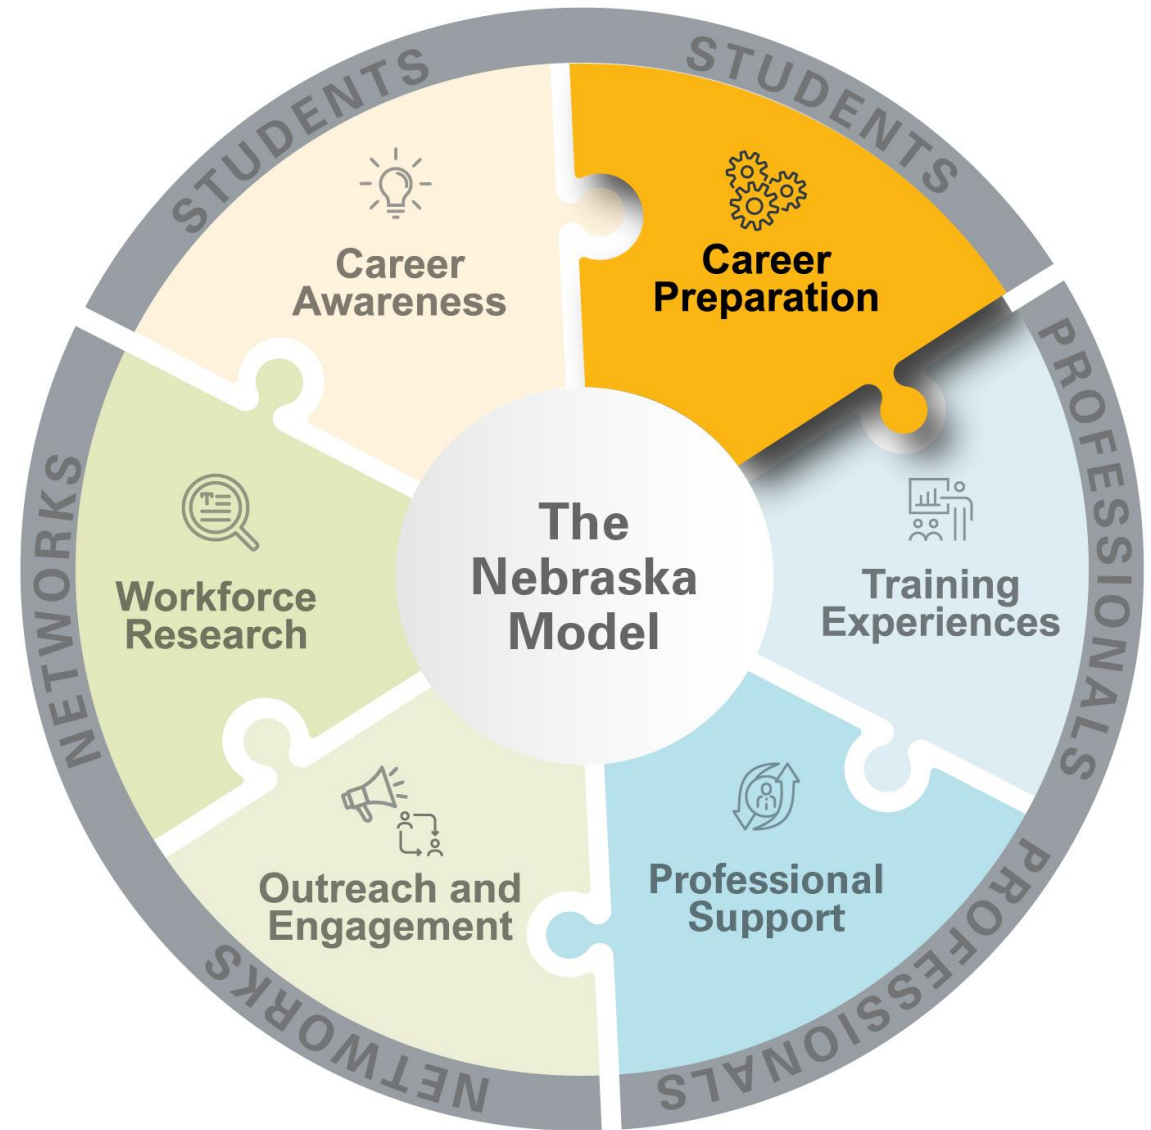 STUDENTS
STUDENTS
Career
Awareness
Career
Preparation
PROFESSIONALS
NETWORKS
Workforce
Research
The
Nebraska
Model
Training
Experiences
Outreach and
Engagement
Professional
Support
NETWORKS
PROFESSIONALS